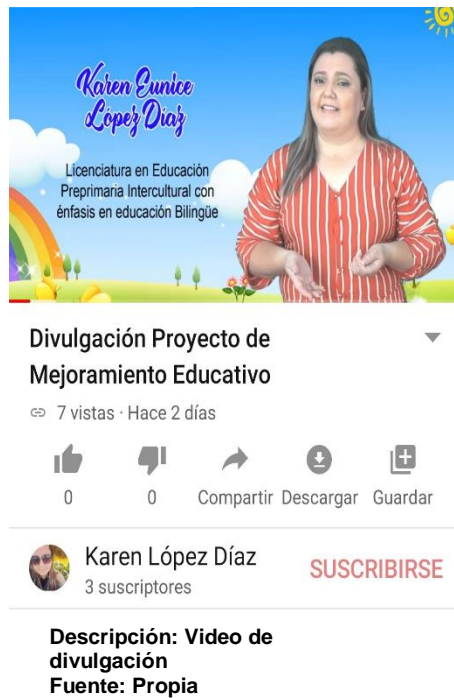 Karen Eunice
López Díaz
Licenciatura en Educación
Preprimaria Intercultural con
énfasis en educación Bilingüe
Divulgación Proyecto de
Mejoramiento Educativo
7 vistas · Hace 2 días
0 0 Compartir Descargar Guardar
Karen López Díaz
SUSCRIBIRSE
3 suscriptores
Descripción: Video de
divulgación
Fuente: Propia